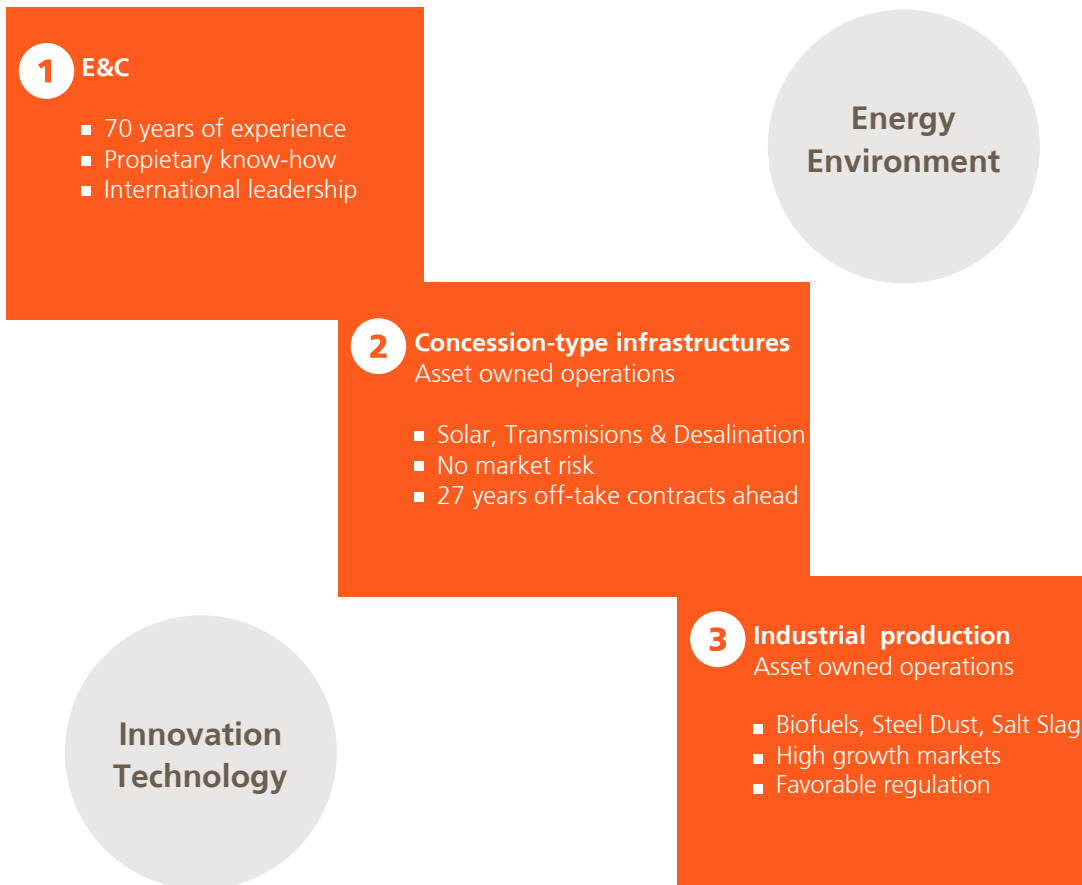 1 E&C
70 years of experience
Propietary know-how
International leadership
Energy
Environment
2 Concession-type infrastructures
Asset owned operations
Solar, Transmisions & Desalination
No market risk
27 years off-take contracts ahead
3 Industrial production
Asset owned operations
Biofuels, Steel Dust, Salt Slag
High growth markets
Favorable regulation
Innovation
Technology